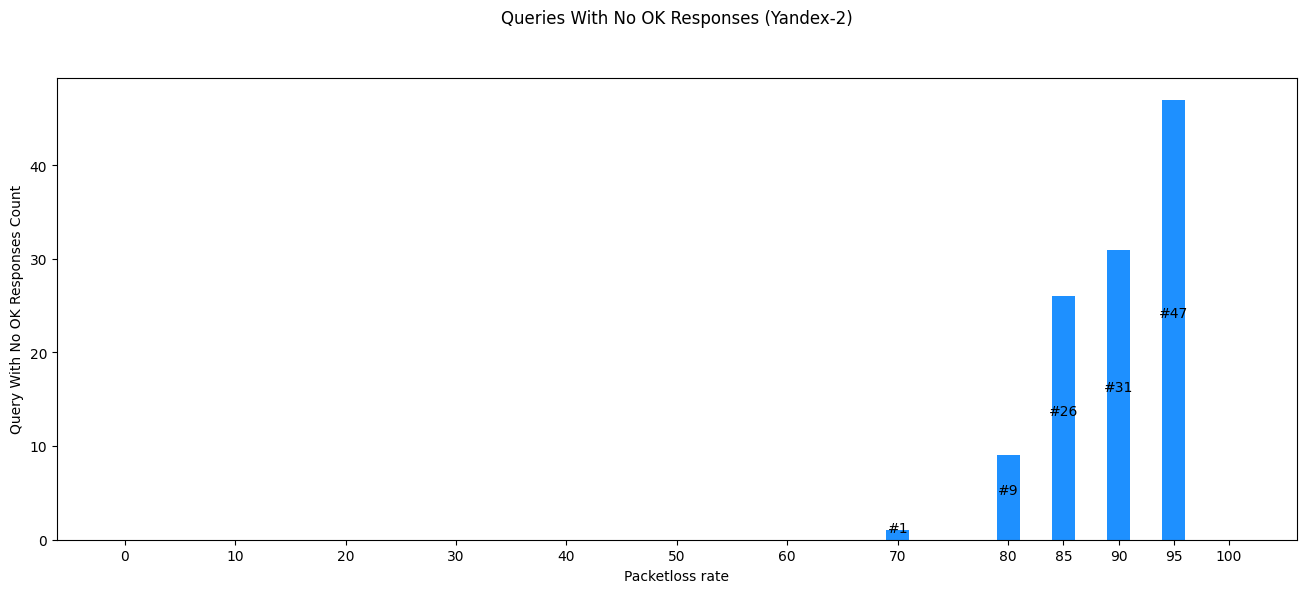 Queries With No OK Responses (Yandex-2)
Query With No OK Responses Count
40
30
20
10
0
#1
#9
#26
#31
#47
0 10 20 30 40 50 60 70 80 85 90 95 100
Packetloss rate